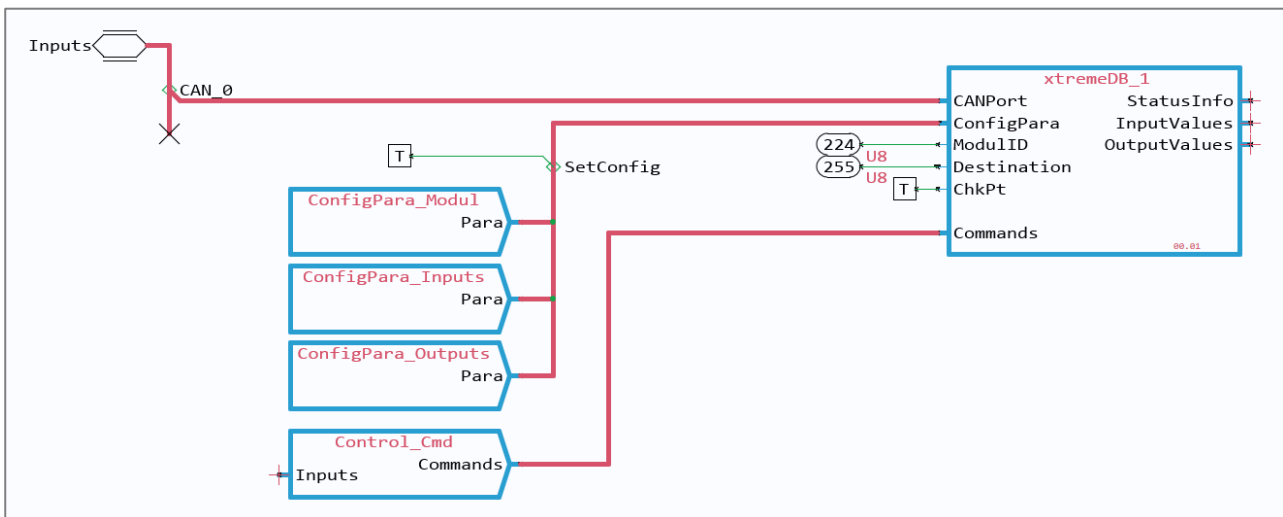 Inputs
CAN_0
xtremeDB_1
CANPort StatusInfo
ConfigPara InputValues
224 ModulID OutputValues
U8
255 Destination
U8
T ChkPt
Commands
00.01
T
SetConfig
ConfigPara_Modul
Para
ConfigPara_Inputs
Para
ConfigPara_Outputs
Para
Control_Cmd
Commands
Inputs